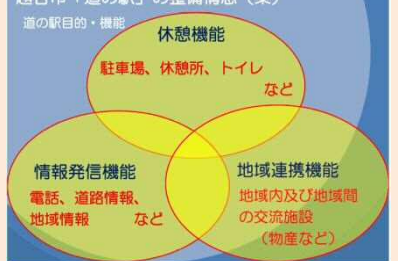 道の駅目的・機能
休憩機能
駐車場、休憩所、トイレ
など
情報発信機能
電話、道路情報、
地域情報　など
地域連携機能
地域内及び地域間
の交流施設
（物産など）